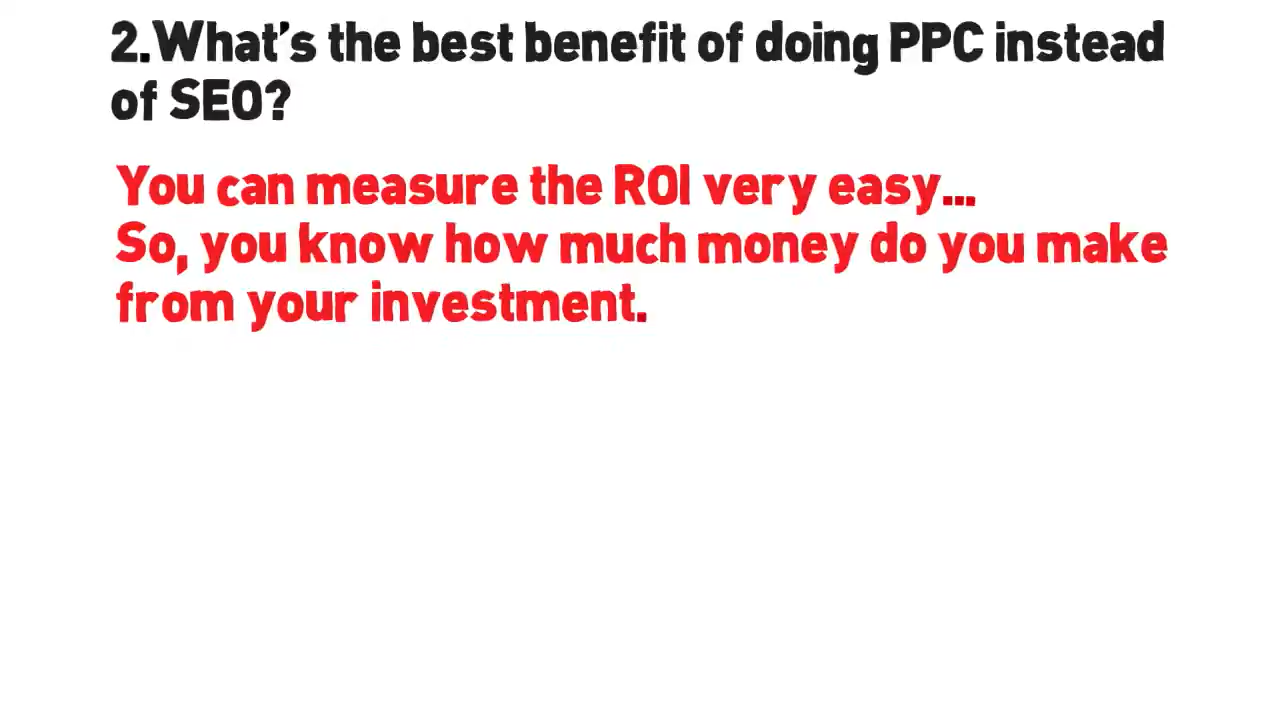 2.What's the best benefit of doing PPC instead
of SEO?
You can measure the ROI very easy...
So, you know how much money do you make
from your investment.